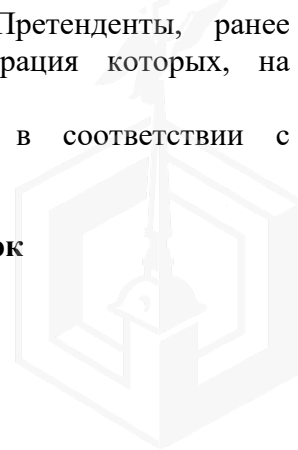 Претенденты, ранее
рация которых, на
в соответствии с
ок